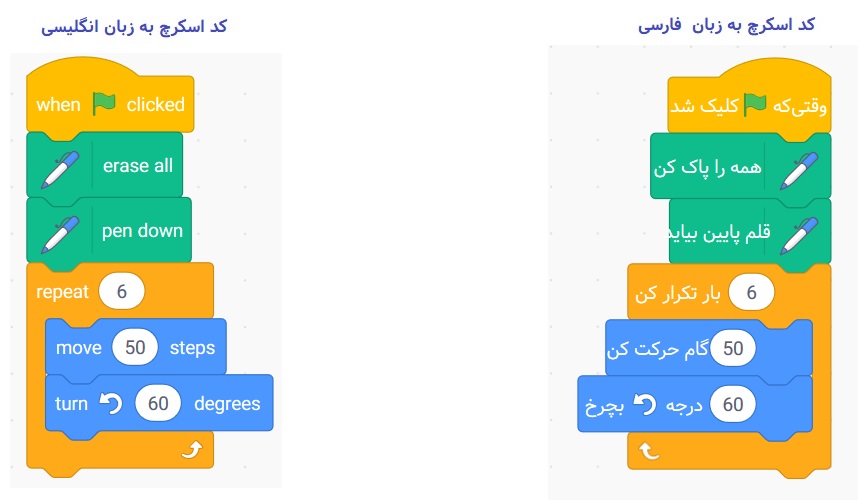 کد اسکرچ به زبان فارسی
وقتی‌که کلیک شد
همه را پاک کن
قلم پایین بیاید
6 بار تکرار کن
50 گام حرکت کن
60 درجه بچرخ
کد اسکرچ به زبان انگلیسی
when clicked
erase all
pen down
repeat 6
move 50 steps
turn 60 degrees